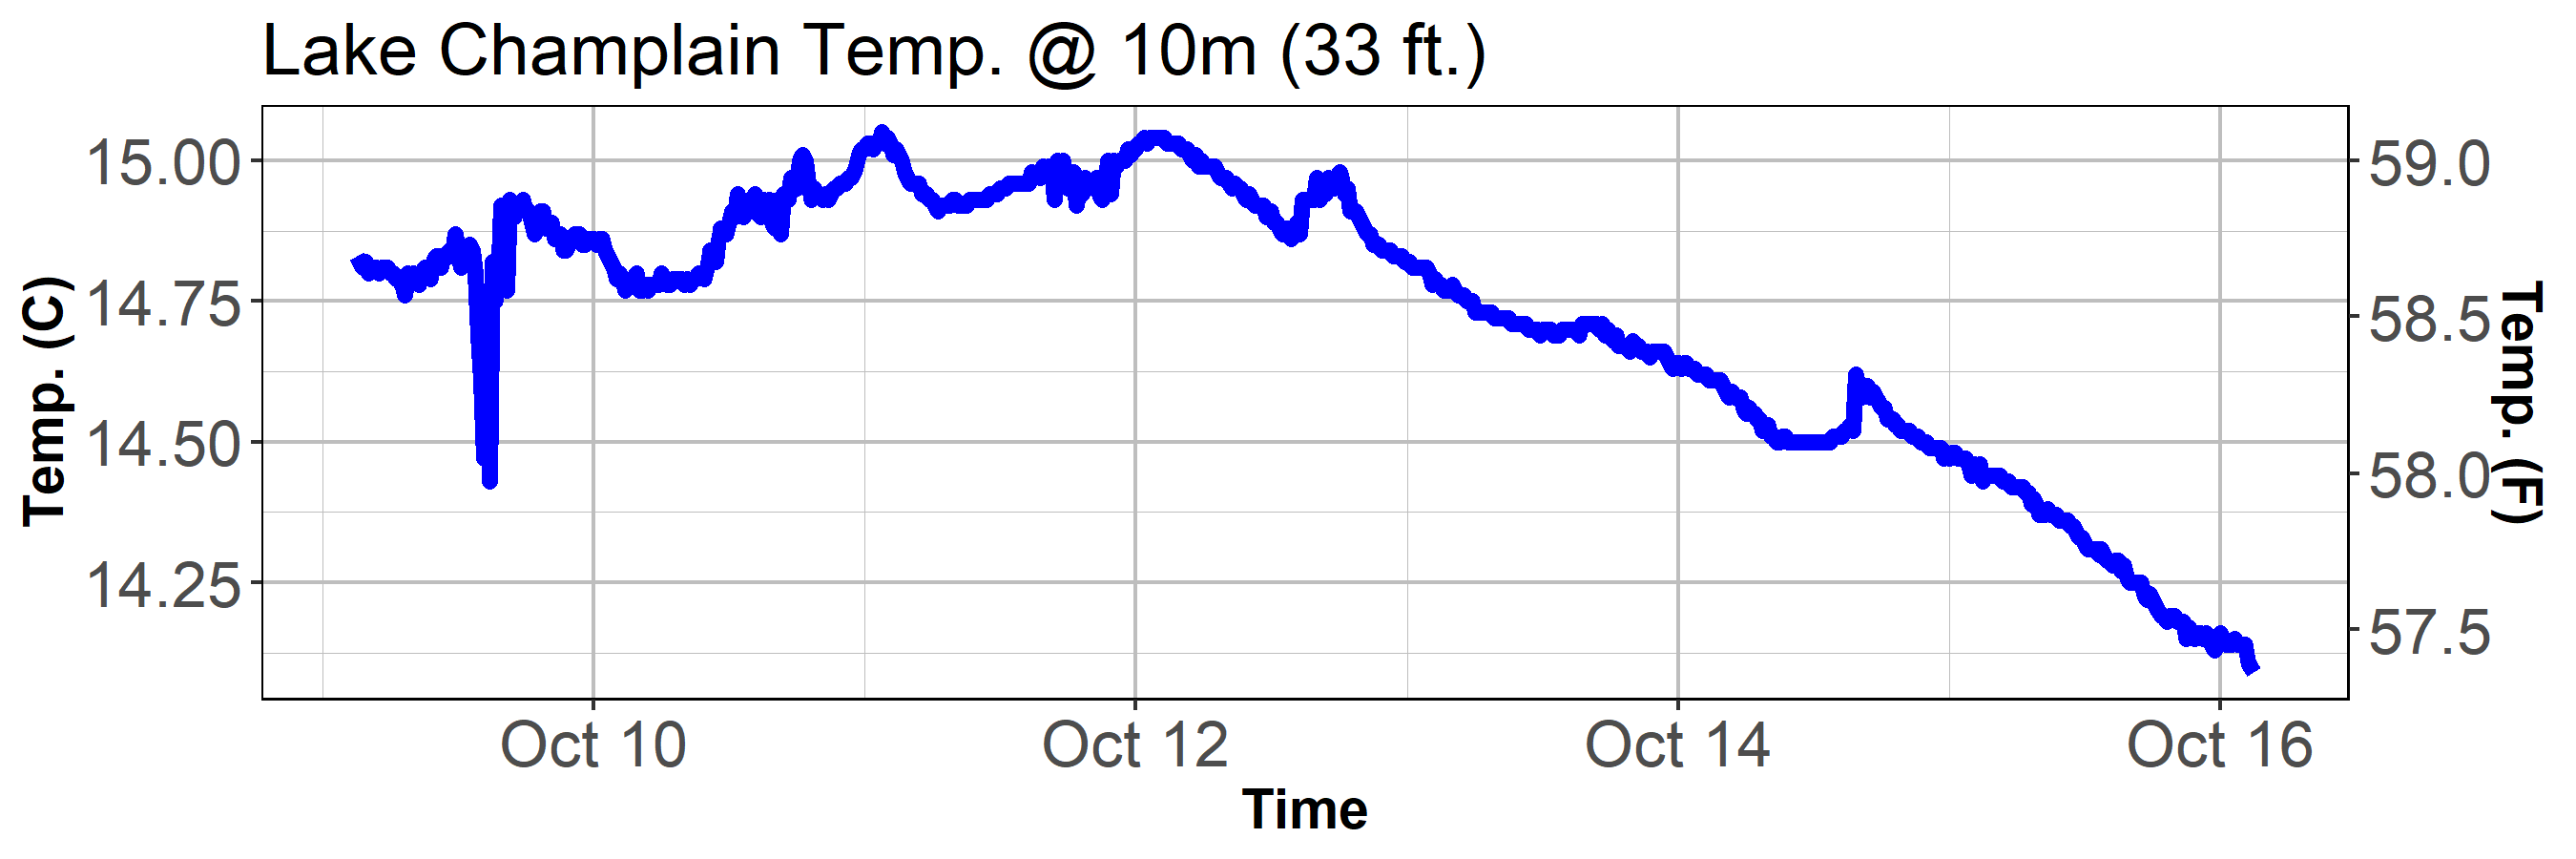 Lake Champlain Temp. @ 10m (33 ft.)
Temp. (C)
15.00
14.75
14.50
14.25
59.0
58.5
58.0
57.5
Temp. (F)
Oct 10
Oct 12
Oct 14
Oct 16
Time